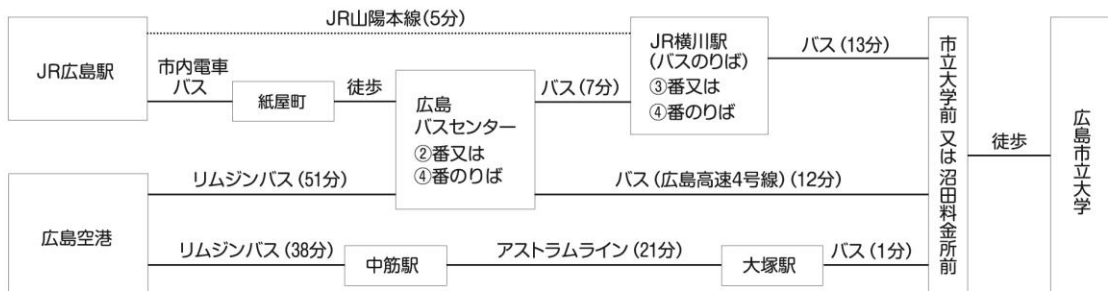 JR山陽本線(5分)
JR広島駅
市内電車
バス
紙屋町
徒歩
広島
バスセンター
②番又は
④番のりば
バス(7分)
JR横川駅
(バスのりば)
③番又は
④番のりば
バス(13分)
リムジンバス(51分)
バス(広島高速4号線)(12分)
広島空港
リムジンバス(38分)
中筋駅
アストラムライン(21分)
大塚駅
バス(1分)
市立大学前 又は 沼田料金所前
徒歩
広島市立大学